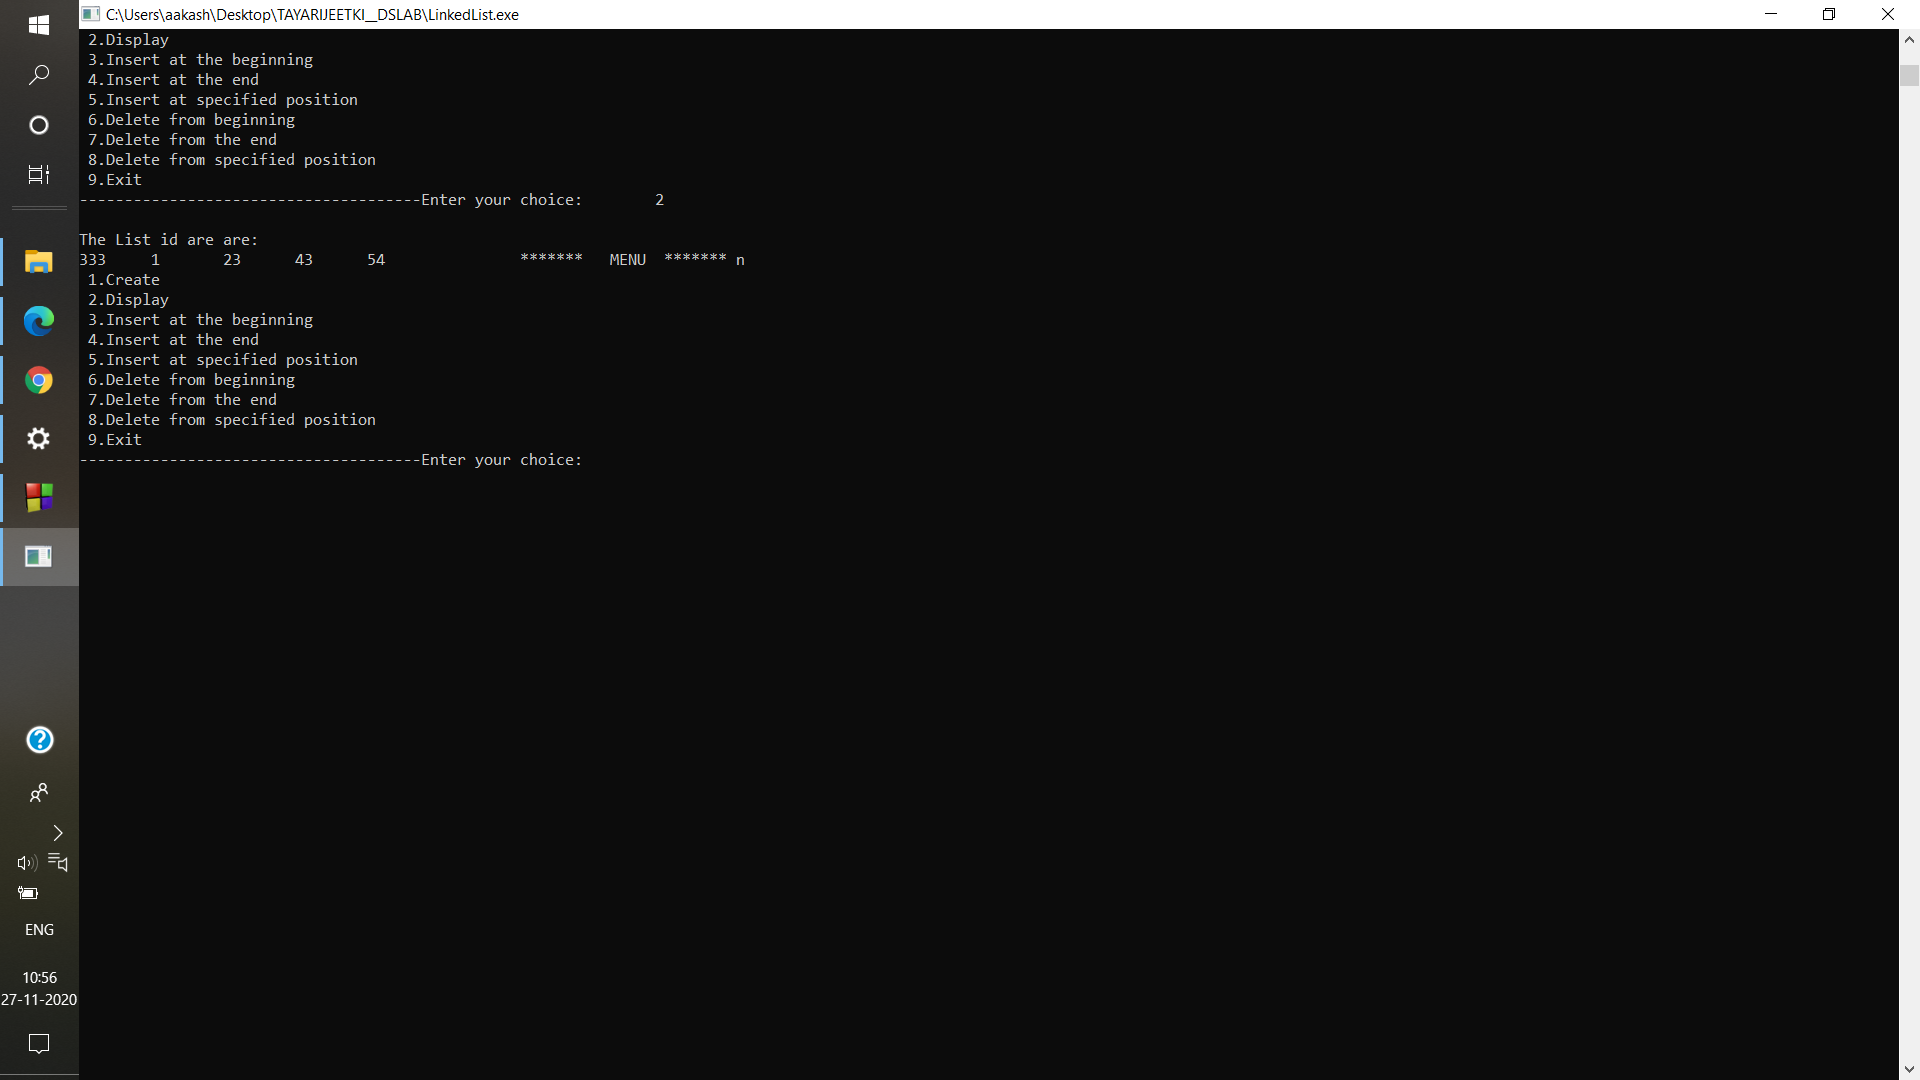 C:\Users\aakash\Desktop\TAYARIJEETKI__DSLAB\LinkedList.exe
2.Display
3.Insert at the beginning
4.Insert at the end
5.Insert at specified position
6.Delete from beginning
7.Delete from the end
8.Delete from specified position
9.Exit
--------------------------------------Enter your choice: 2
The List id are are:
333 1 23 43 54 ******* MENU ******* n
1.Create
2.Display
3.Insert at the beginning
4.Insert at the end
5.Insert at specified position
6.Delete from beginning
7.Delete from the end
8.Delete from specified position
9.Exit
--------------------------------------Enter your choice:
ENG
10:56
27-11-2020